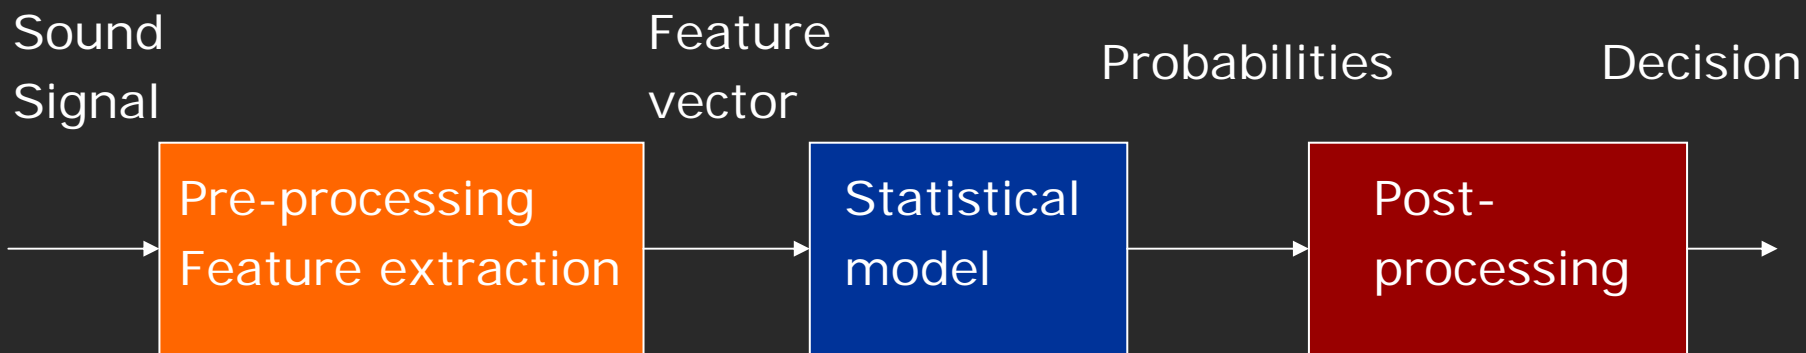 Sound
Signal
Feature
vector
Probabilities
Decision
Pre-processing
Feature extraction
Statistical
model
Post-
processing